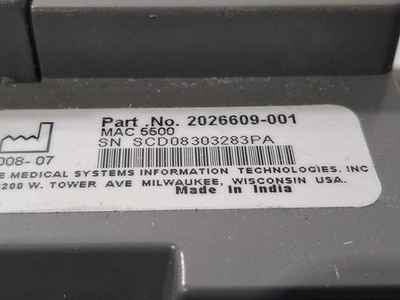 Part .No. 2026609-001
MAC 5500
SN SCD08303283PA
008-07
E MEDICAL SYSTEMS INFORMATION TECHNOLOGIES. INC
200 W. TOWER AVE MILWAUKEE, WISCONSIN USA.
Made In India